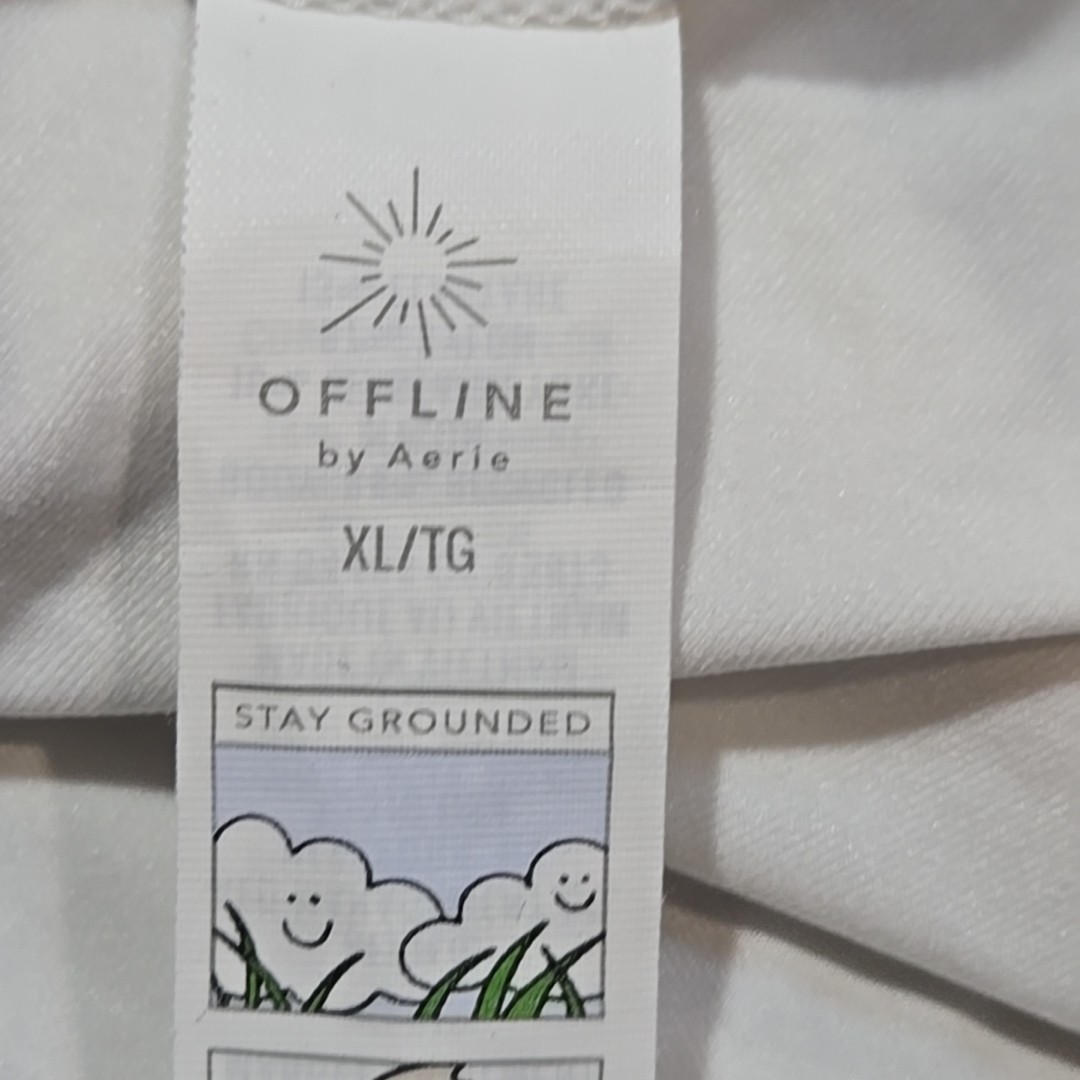 OFFLINE
by Aerie
XL/TG
STAY GROUNDED